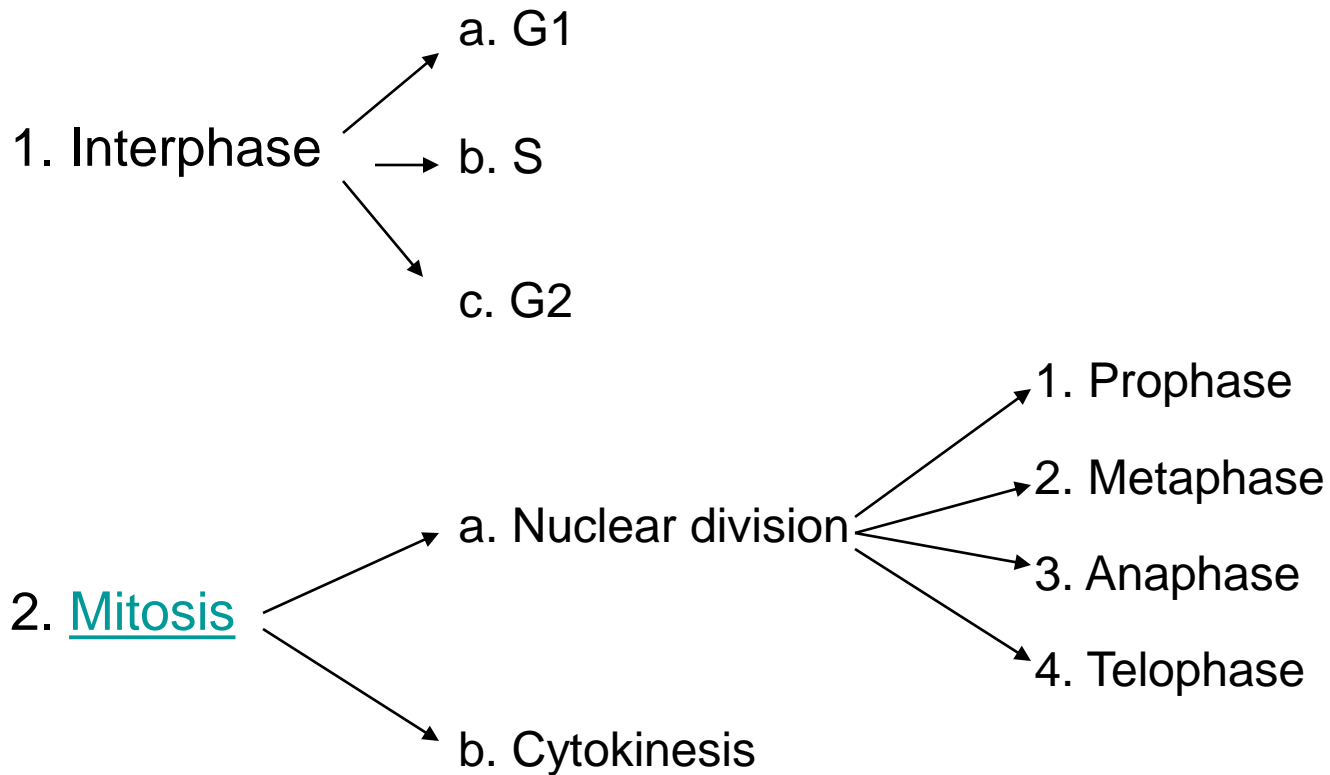 a. G1
1. Interphase
b. S
c. G2
1. Prophase
2. Metaphase
a. Nuclear division
3. Anaphase
2. Mitosis
4. Telophase
b. Cytokinesis